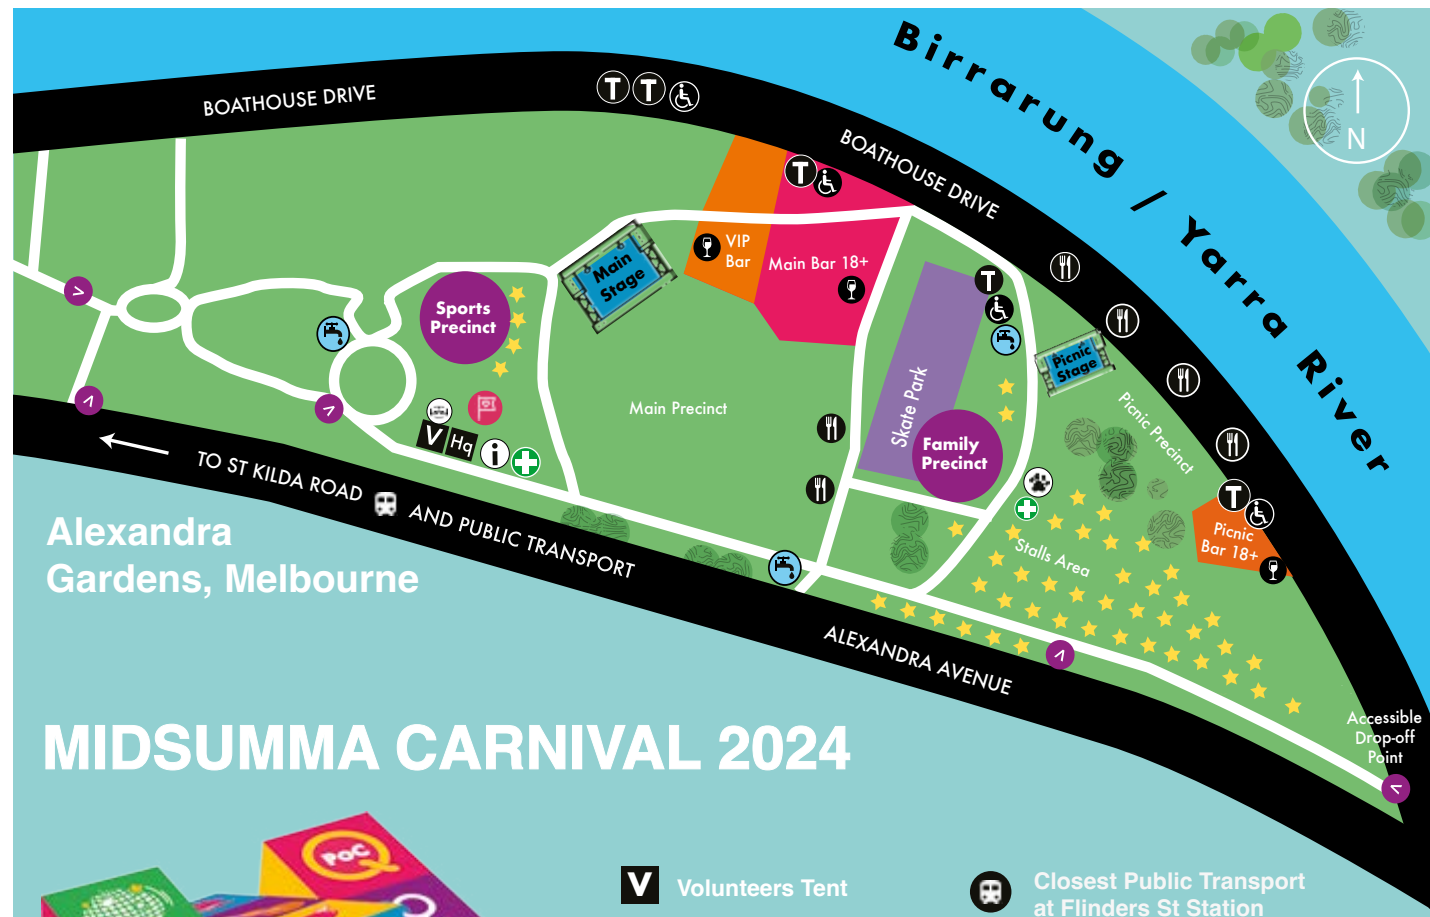 Birrarung / Yarra River
N
BOATHOUSE DRIVE
T T
BOATHOUSE DRIVE
T
VIP
Bar
Main Bar 18+
Main
Stage
Sports
Precinct
T
Picnic
Stage
Skate Park
Main Precinct
Picnic Precinct
Family
Precinct
V Hq i
TO ST KILDA ROAD AND PUBLIC TRANSPORT
T
Picnic
Bar 18+
Stalls Area
Alexandra
Gardens, Melbourne
ALEXANDRA AVENUE
Accessible
Drop-off
Point
MIDSUMMA CARNIVAL 2024
PoC
V Volunteers Tent
Closest Public Transport
at Flinders St Station